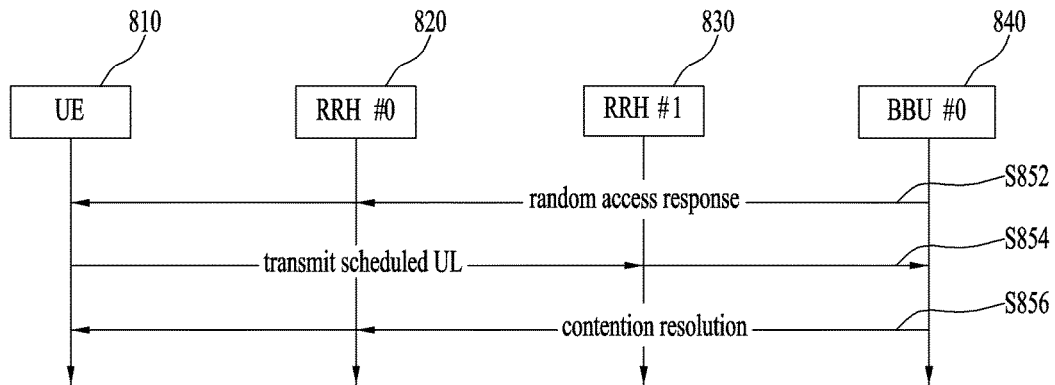 810
820
830
840
UE
RRH #0
RRH #1
BBU #0
S852
random access response
S854
transmit scheduled UL
S856
contention resolution